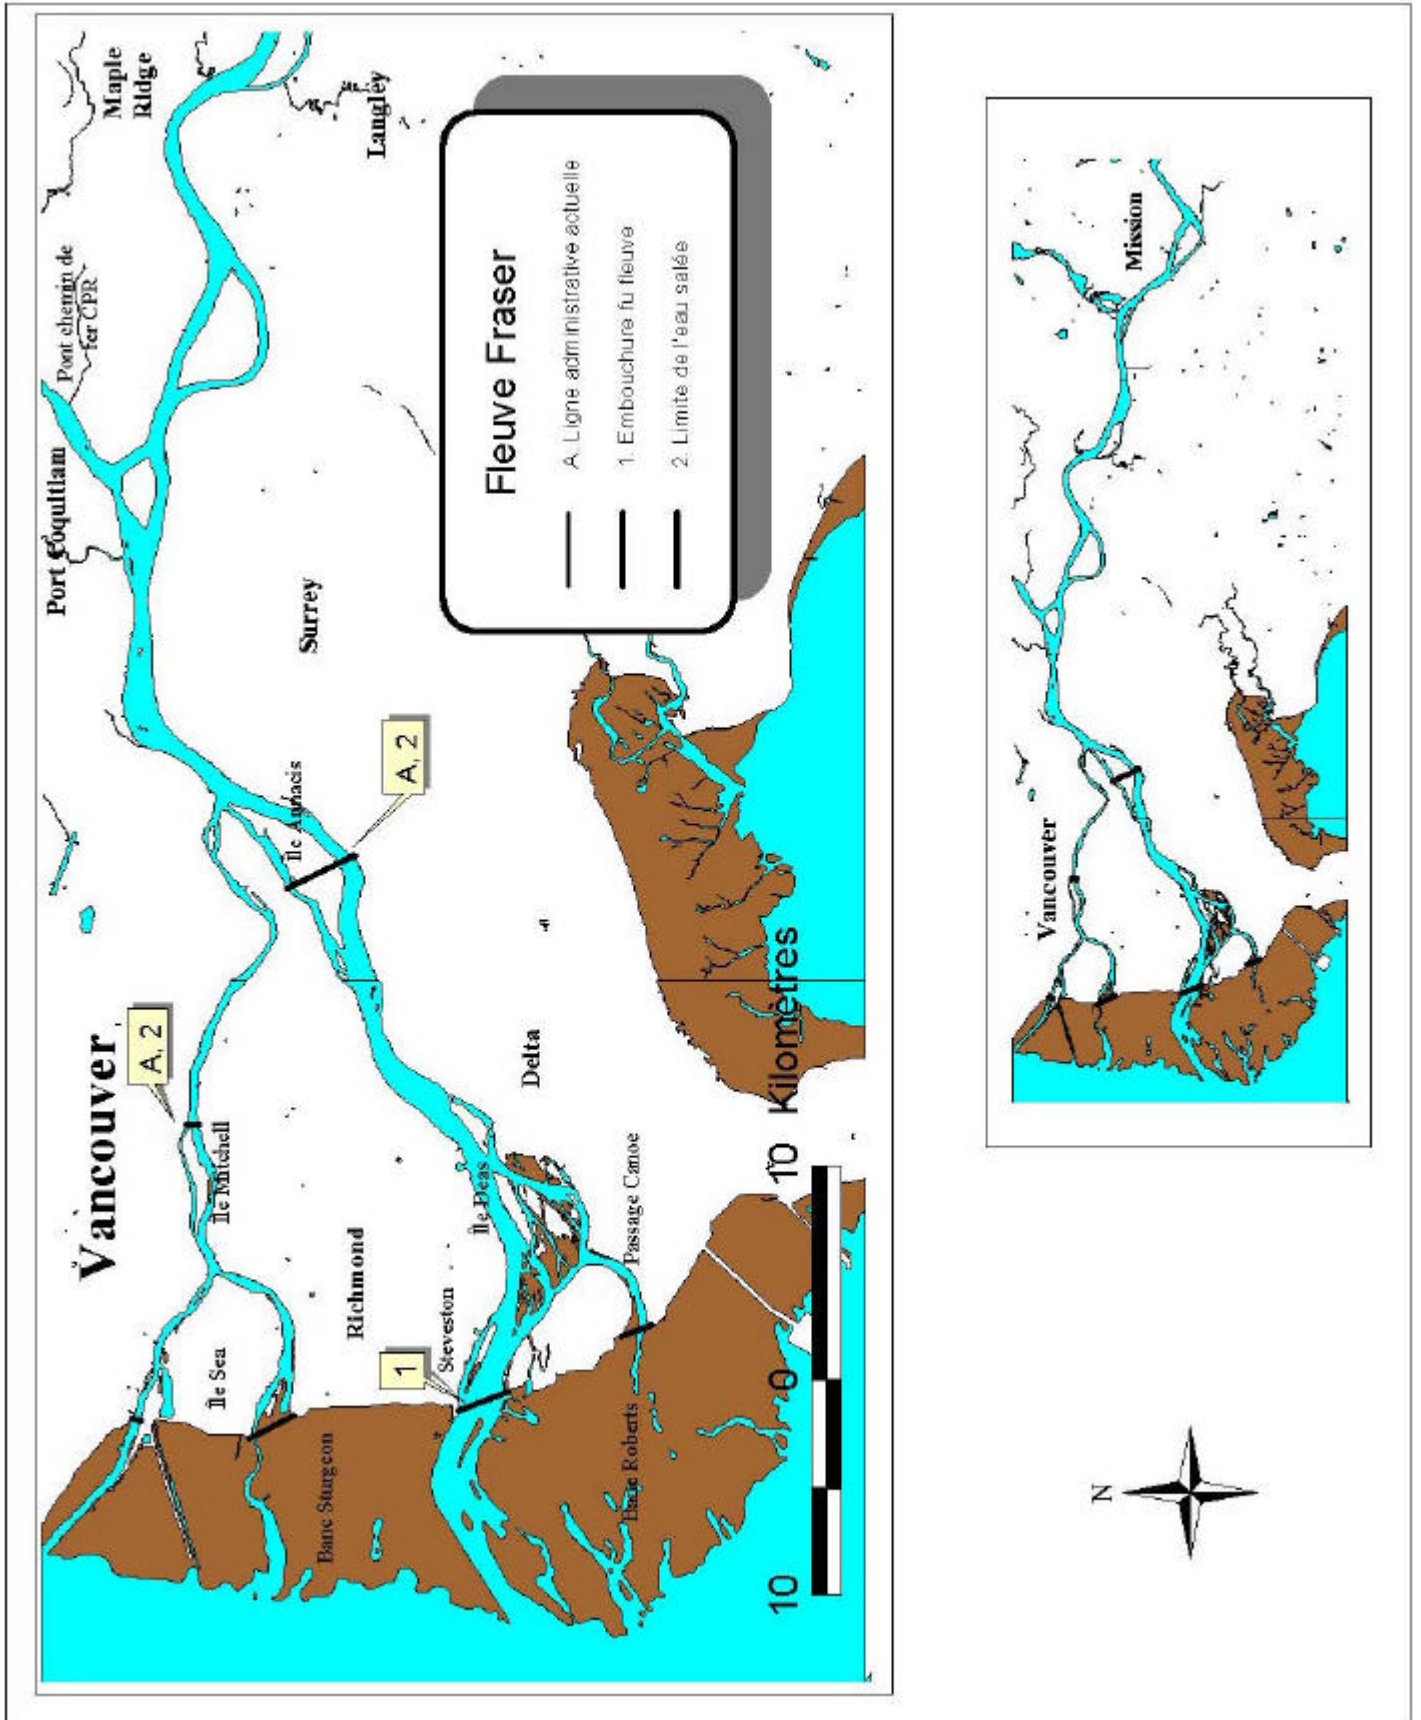 Maple
Ridge
Langley
Pont chemin de
fer CPR
Port Coquitlam
Surrey
Fleuve Fraser
A. Ligne administrative actuelle
1. Embouchure fu fleuve
2. Limite de l'eau salée
Île Annacis
A, 2
Vancouver
A, 2
Île Mitchell
Delta
Île Deas
Passage Canoe
Richmond
Steveston
1
Île Sea
Banc Sturgeon
Baie Roberts
10 0 10 Kilomètres
Mission
Vancouver
N